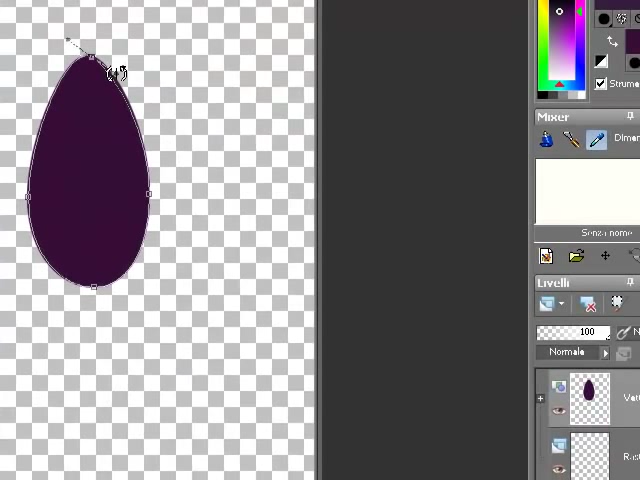 Strume
Mixer
Dimen
Senza nome
Livelli
100
N
Normale
Vett
Rast